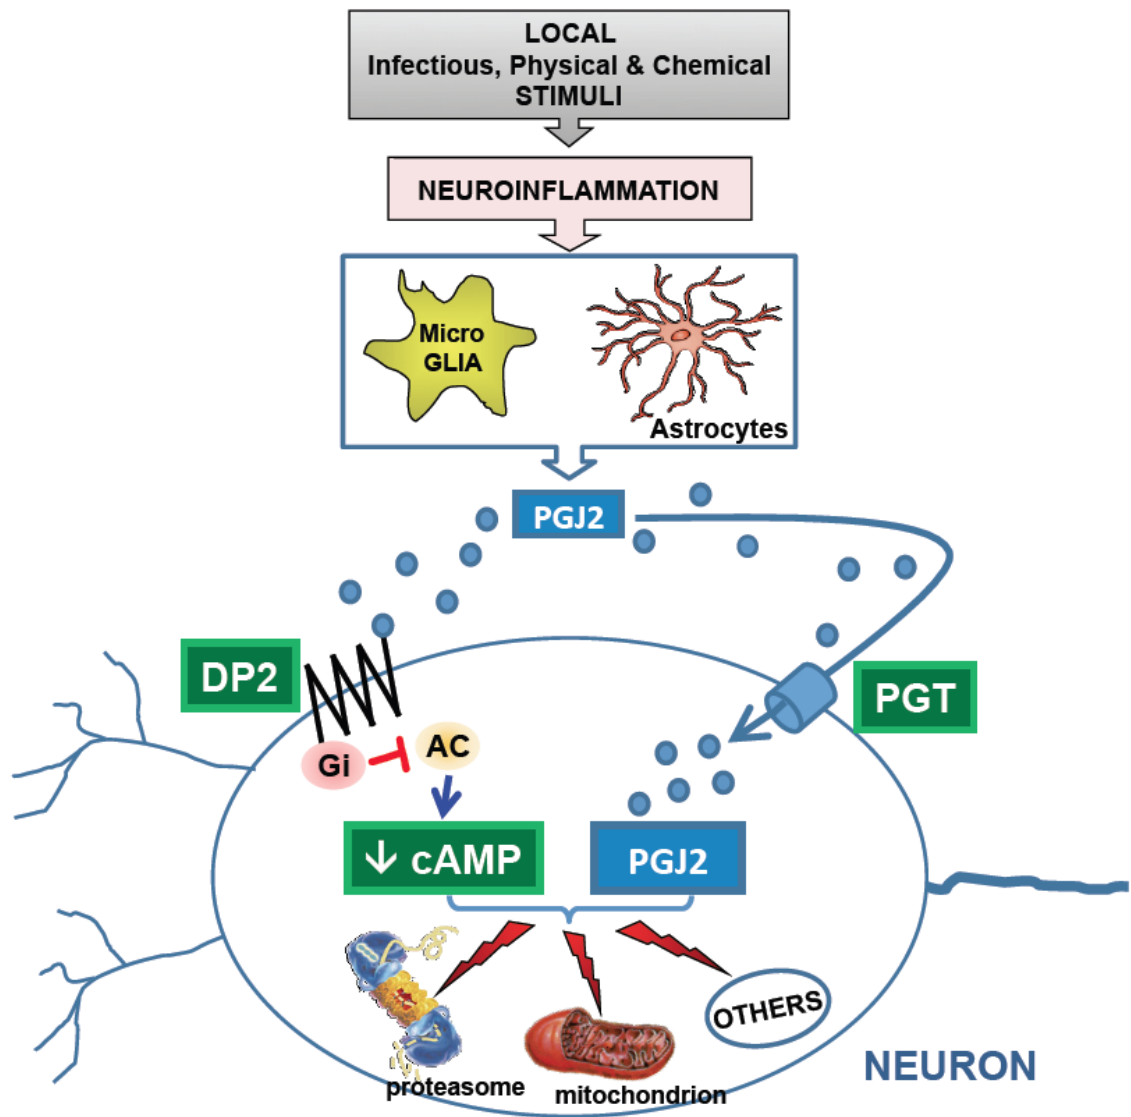 LOCAL
Infectious, Physical & Chemical
STIMULI
NEUROINFLAMMATION
Micro
GLIA
Astrocytes
PGJ2
DP2
PGT
Gi
AC
↓ cAMP
PGJ2
proteasome
mitochondrion
OTHERS
NEURON